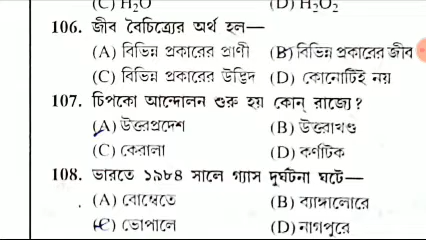 (C) H₂O (D) H₂O₂
106. জীব বৈচিত্র্যের অর্থ হল—
(A) বিভিন্ন প্রকারের প্রাণী (B) বিভিন্ন প্রকারের জীব
(C) বিভিন্ন প্রকারের উদ্ভিদ (D) কোনোটিই নয়
107. চিপকো আন্দোলন শুরু হয় কোন্ রাজ্যে?
(A) উত্তরপ্রদেশ (B) উত্তরাখণ্ড
(C) কেরালা (D) কর্ণাটক
108. ভারতে ১৯৮৪ সালে গ্যাস দুর্ঘটনা ঘটে—
(A) বোম্বেতে (B) ব্যাঙ্গালোরে
(C) ভোপালে (D) নাগপুরে